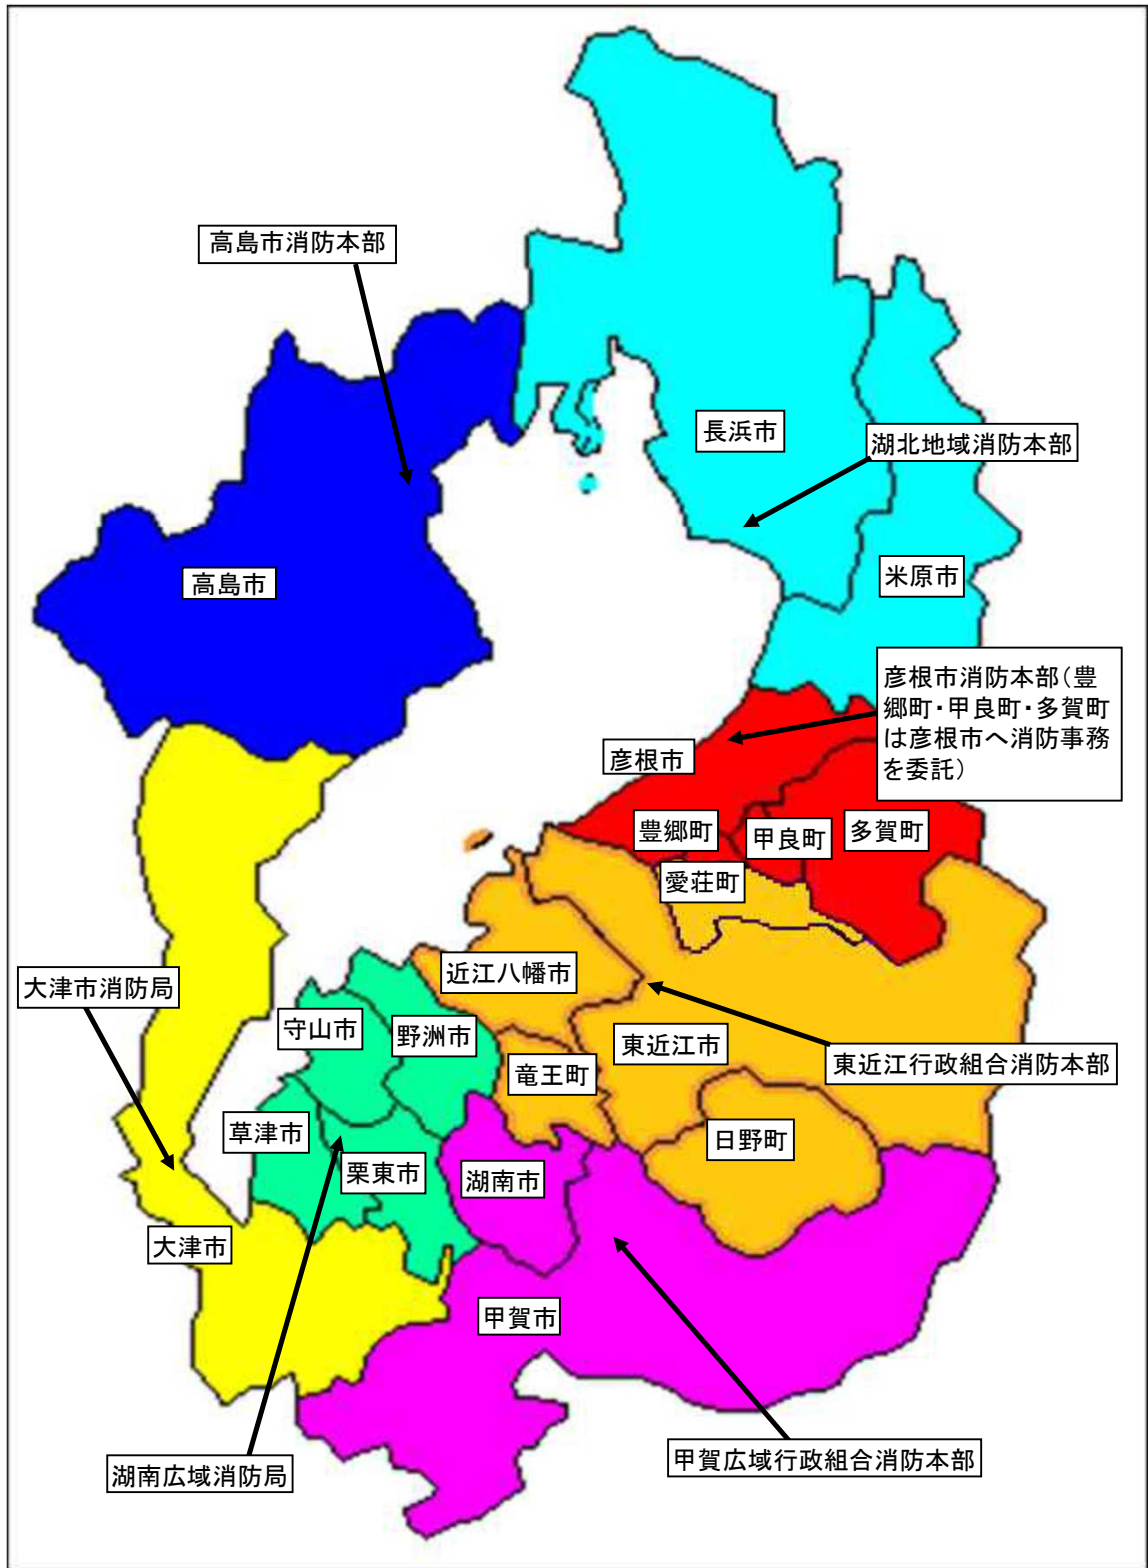 高島市消防本部
長浜市
湖北地域消防本部
高島市
米原市
彦根市消防本部(豊
郷町・甲良町・多賀町
は彦根市へ消防事務
を委託)
彦根市
豊郷町
甲良町
多賀町
愛荘町
近江八幡市
大津市消防局
守山市
野洲市
東近江市
竜王町
東近江行政組合消防本部
草津市
日野町
栗東市
湖南市
大津市
甲賀市
甲賀広域行政組合消防本部
湖南広域消防局